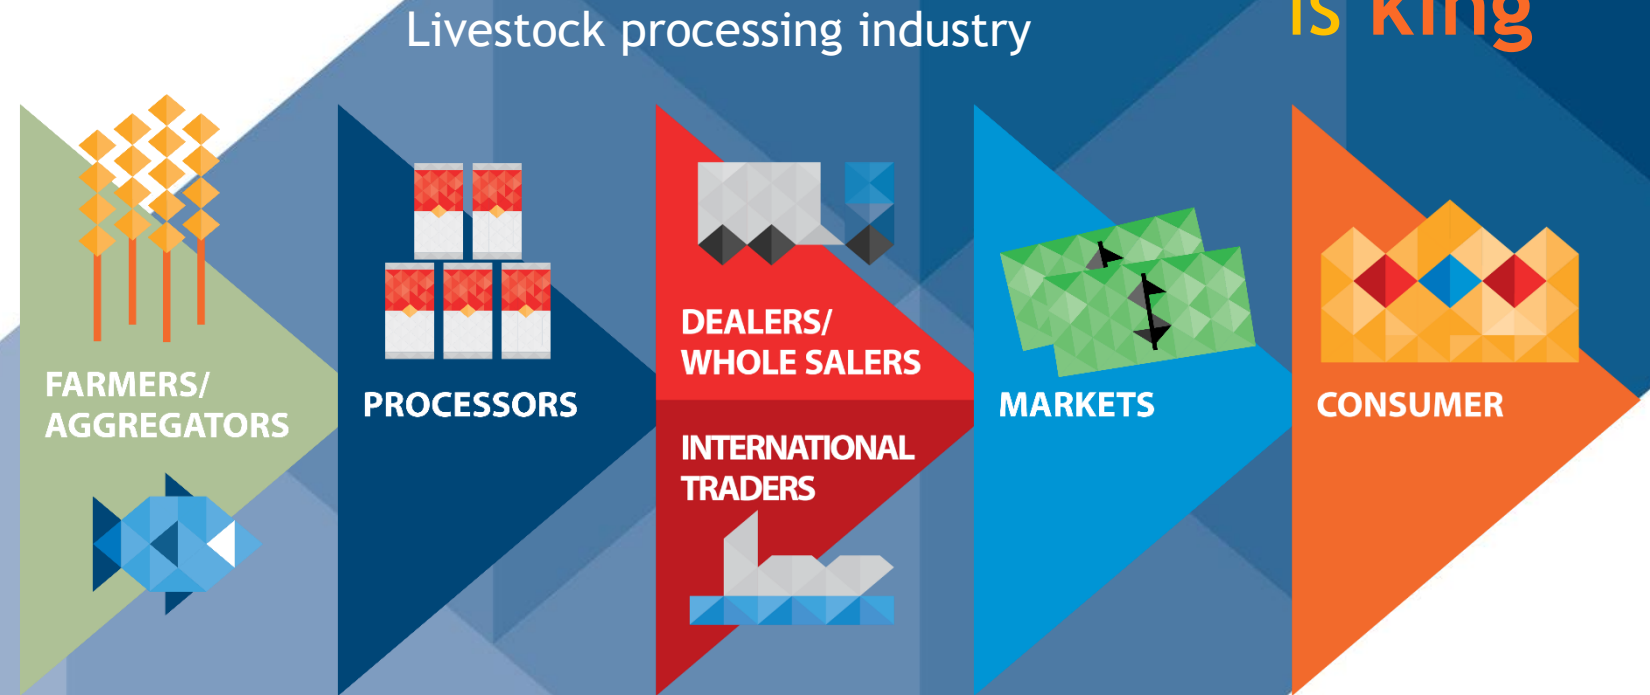 Livestock processing industry
is king
FARMERS/
AGGREGATORS
PROCESSORS
DEALERS/
WHOLE SALERS
INTERNATIONAL
TRADERS
MARKETS
CONSUMER